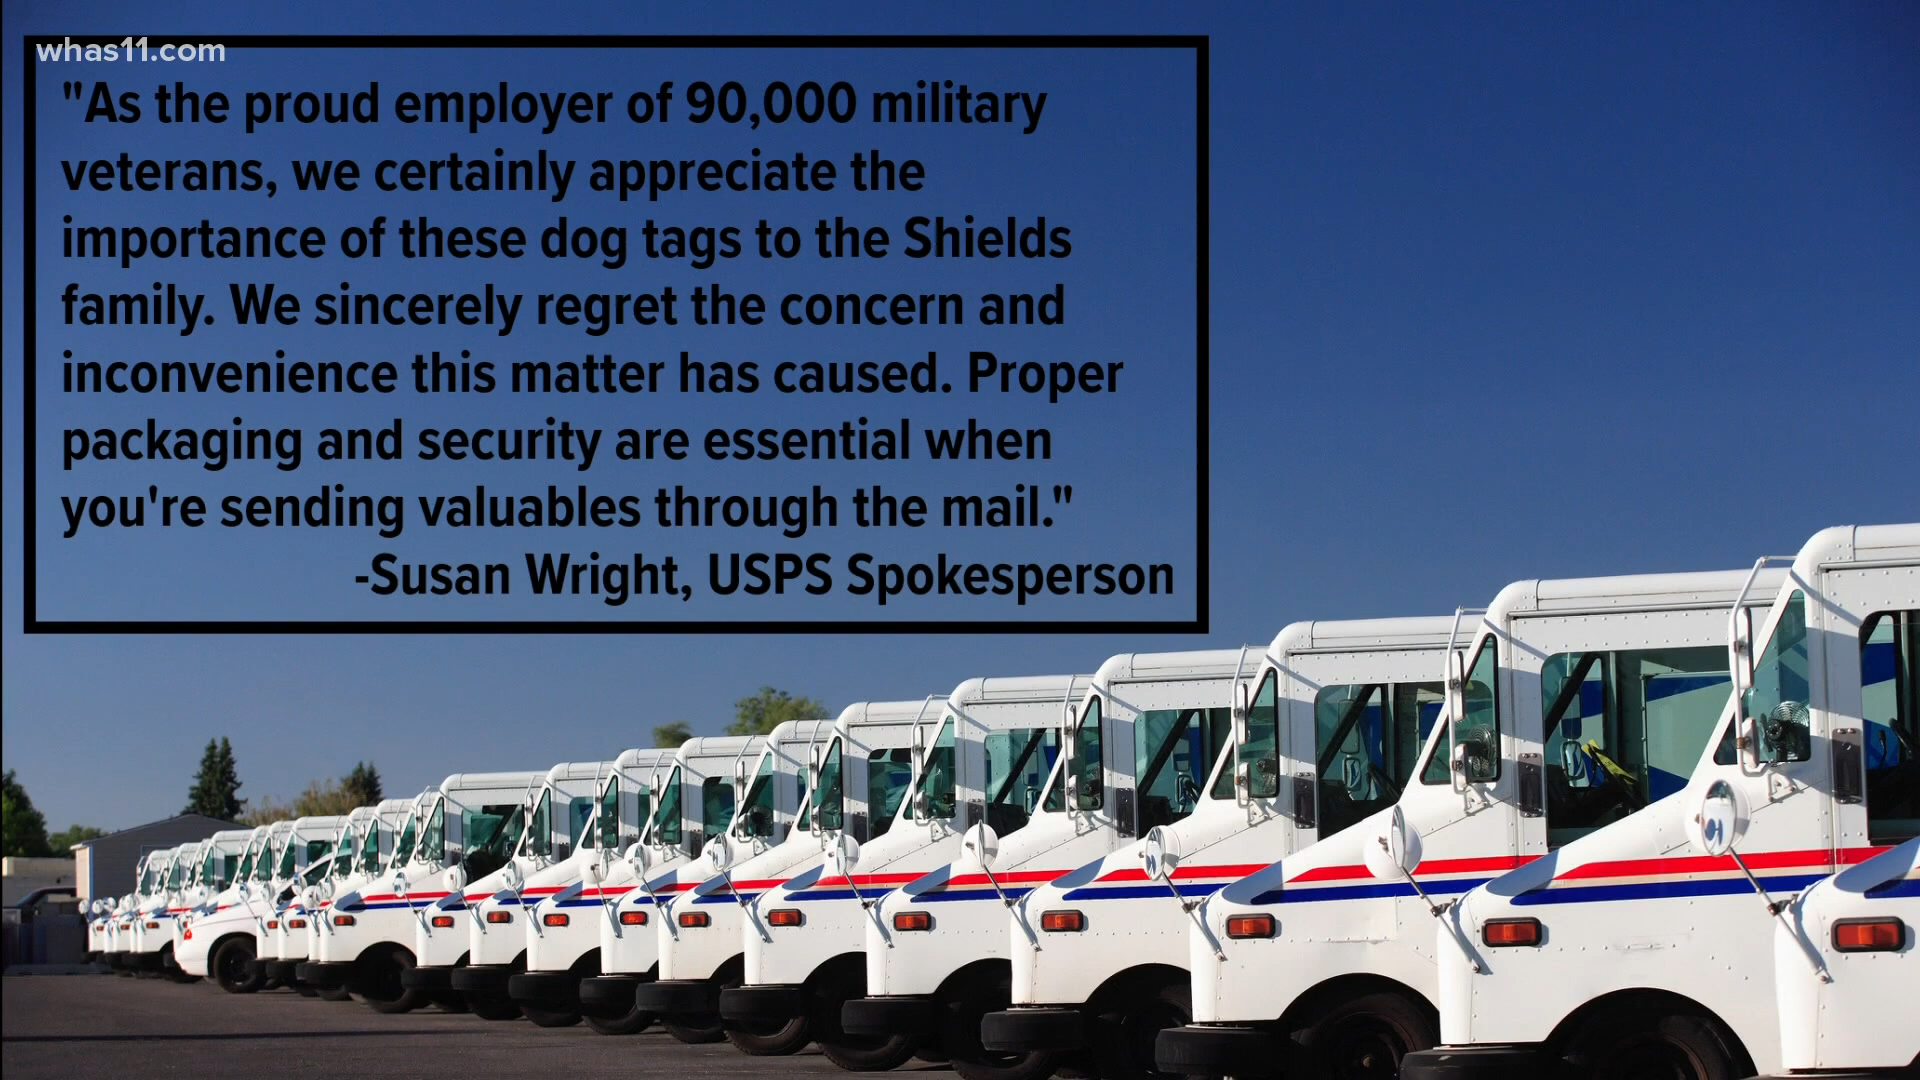 whas11.com
"As the proud employer of 90,000 military
veterans, we certainly appreciate the
importance of these dog tags to the Shields
family. We sincerely regret the concern and
inconvenience this matter has caused. Proper
packaging and security are essential when
you're sending valuables through the mail."
-Susan Wright, USPS Spokesperson